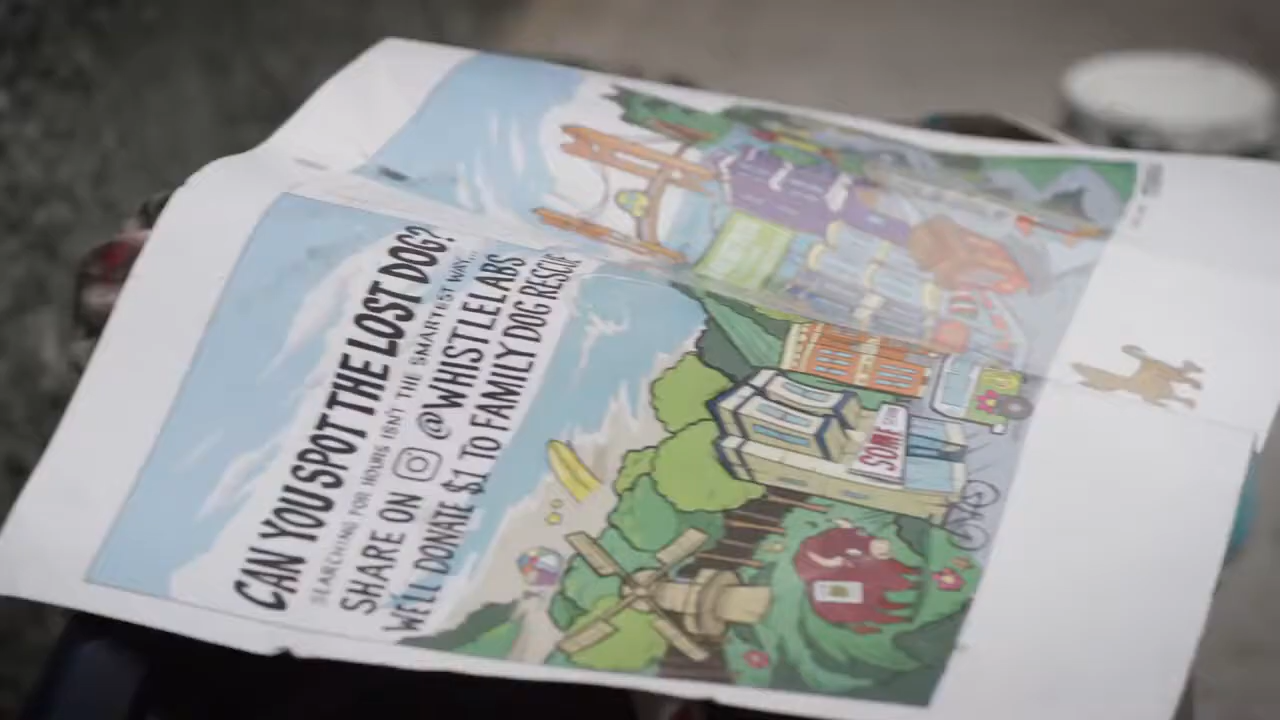 CAN YOU SPOT THE LOST DOG?
SEARCHING FOR HOURS ISN'T THE SMARTEST WAY...
SHARE ON @WHISTLELABS
WE'LL DONATE $1 TO FAMILY DOG RESCUE
SOME